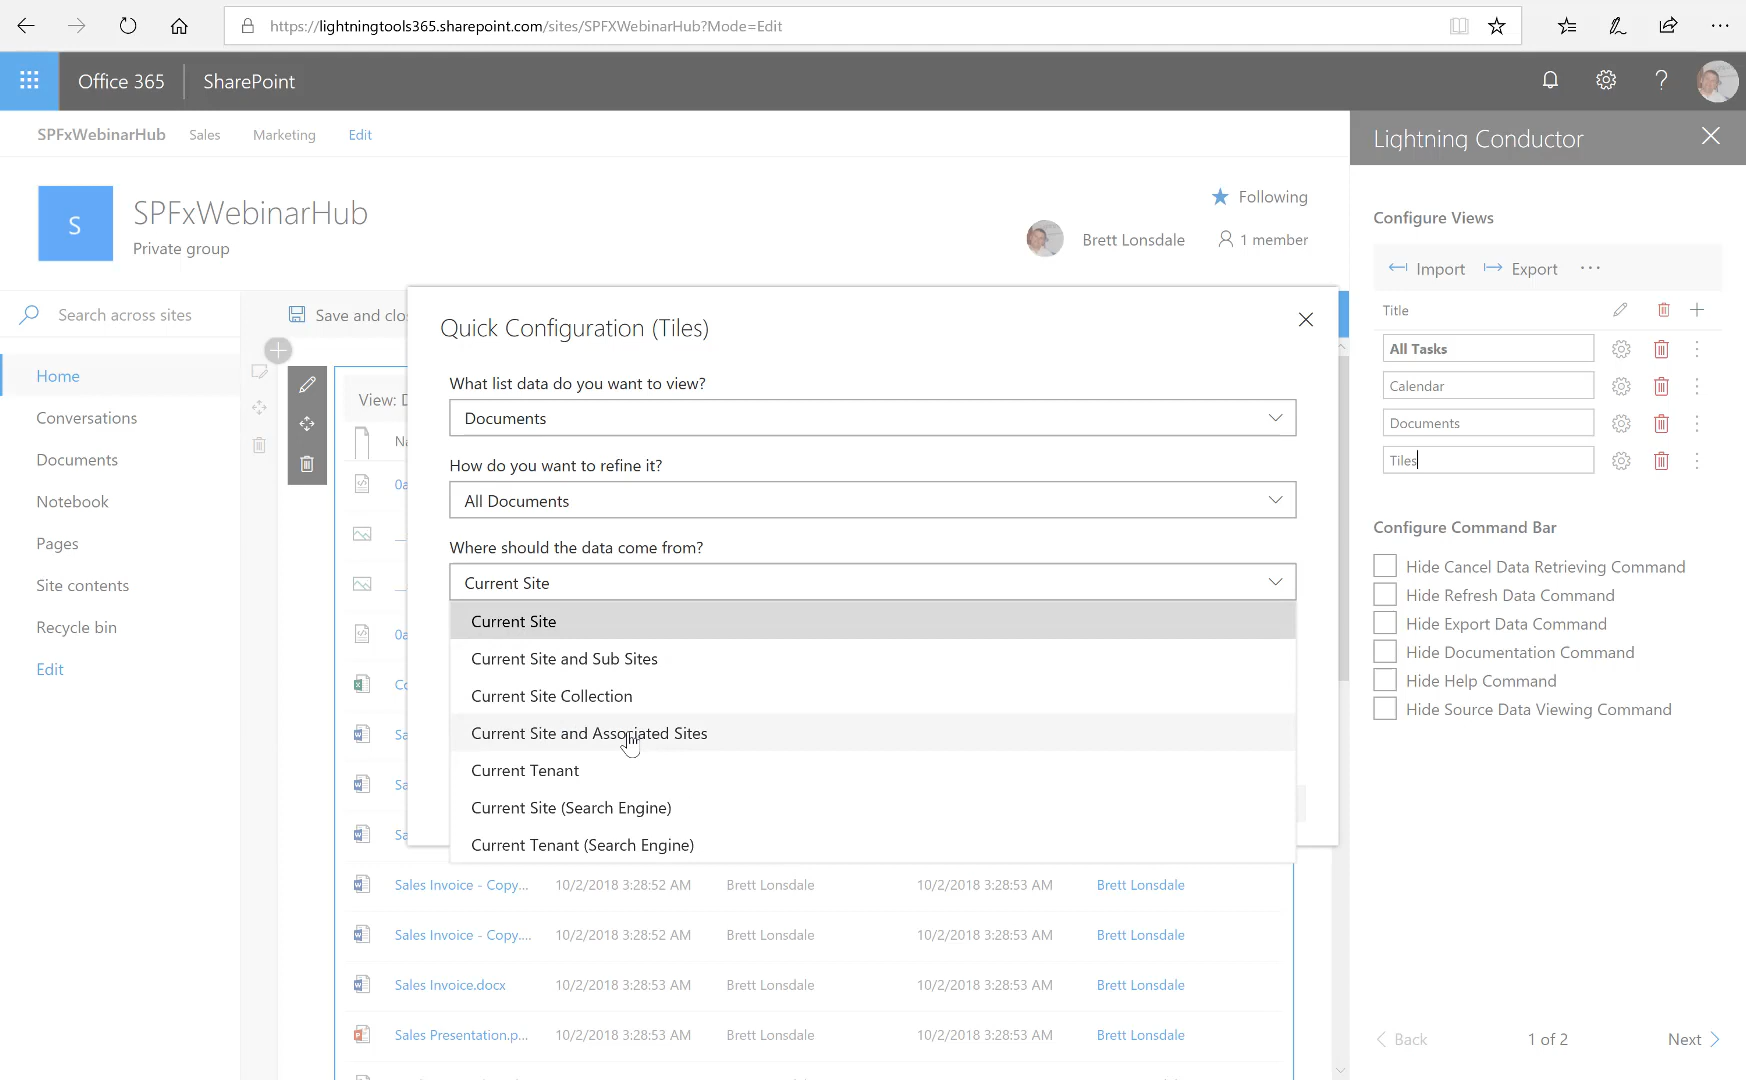 https://lightningtools365.sharepoint.com/sites/SPFXWebinarHub?Mode=Edit
Office 365 SharePoint
SPFxWebinarHub Sales Marketing Edit
Lightning Conductor
S
SPFxWebinarHub
Private group
Following
Brett Lonsdale 1 member
Configure Views
Import Export
Title
All Tasks
Calendar
Documents
Tiles
Search across sites
Save and clo
Home
Conversations
Documents
Notebook
Pages
Site contents
Recycle bin
Edit
View: D
Na
0a
0a
Co
Sa
Sa
Sa
Quick Configuration (Tiles)
What list data do you want to view?
Documents
How do you want to refine it?
All Documents
Where should the data come from?
Current Site
Current Site
Current Site and Sub Sites
Current Site Collection
Current Site and Associated Sites
Current Tenant
Current Site (Search Engine)
Current Tenant (Search Engine)
Configure Command Bar
Hide Cancel Data Retrieving Command
Hide Refresh Data Command
Hide Export Data Command
Hide Documentation Command
Hide Help Command
Hide Source Data Viewing Command
Sales Invoice - Copy... 10/2/2018 3:28:52 AM Brett Lonsdale 10/2/2018 3:28:53 AM Brett Lonsdale
Sales Invoice - Copy.... 10/2/2018 3:28:52 AM Brett Lonsdale 10/2/2018 3:28:53 AM Brett Lonsdale
Sales Invoice.docx 10/2/2018 3:28:53 AM Brett Lonsdale 10/2/2018 3:28:53 AM Brett Lonsdale
Sales Presentation.p... 10/2/2018 3:28:53 AM Brett Lonsdale 10/2/2018 3:28:53 AM Brett Lonsdale
Back 1 of 2 Next